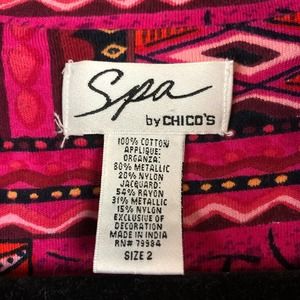 Spa
by CHICO'S
100% COTTON
APPLIQUE:
ORGANZA:
80% METALLIC
20% NYLON
JACQUARD:
54% RAYON
31% METALLIC
15% NYLON
EXCLUSIVE OF
DECORATION
MADE IN INDIA
RN# 79984
SIZE 2